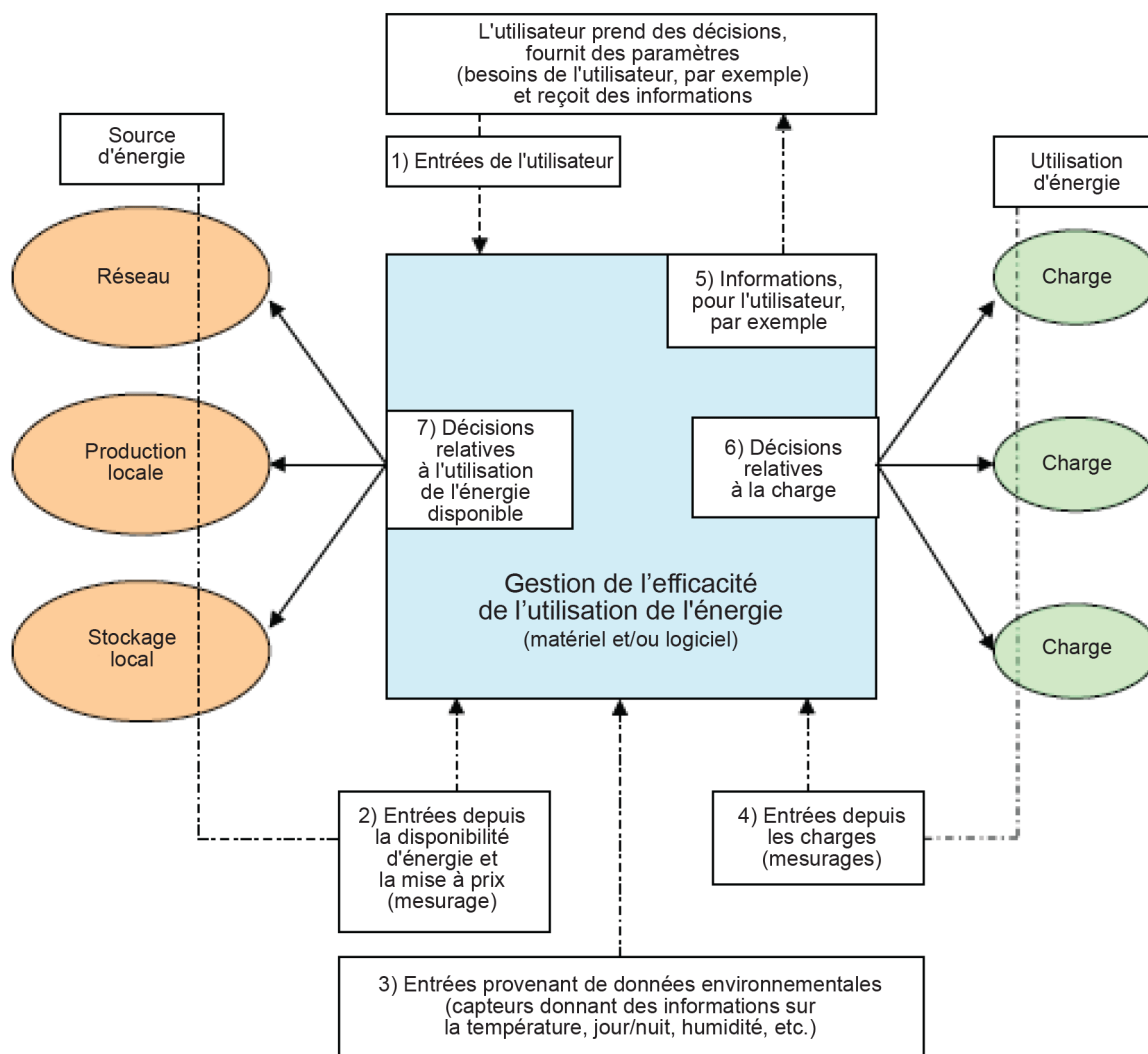 L'utilisateur prend des décisions,
fournit des paramètres
(besoins de l'utilisateur, par exemple)
et reçoit des informations
Source
d'énergie
1) Entrées de l'utilisateur
Utilisation
d'énergie
Réseau
5) Informations,
pour l'utilisateur,
par exemple
Charge
Production
locale
7) Décisions
relatives
à l'utilisation
de l'énergie
disponible
6) Décisions
relatives
à la charge
Charge
Stockage
local
Gestion de l’efficacité
de l’utilisation de l'énergie
(matériel et/ou logiciel)
Charge
2) Entrées depuis
la disponibilité
d'énergie et
la mise à prix
(mesurage)
4) Entrées depuis
les charges
(mesurages)
3) Entrées provenant de données environnementales
(capteurs donnant des informations sur
la température, jour/nuit, humidité, etc.)